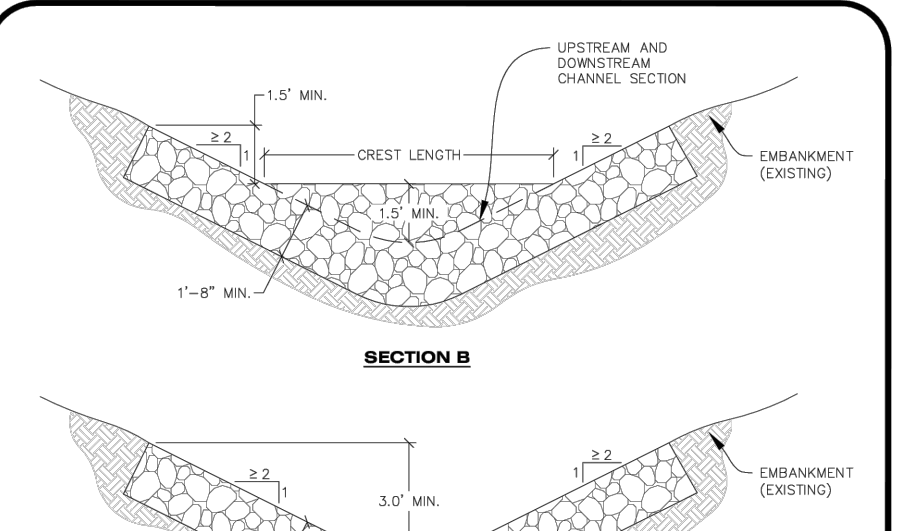 UPSTREAM AND
DOWNSTREAM
CHANNEL SECTION
1.5' MIN.
≥ 2
1
CREST LENGTH
≥ 2
1
EMBANKMENT
(EXISTING)
1.5' MIN.
1'-8" MIN.
SECTION B
≥ 2
1
3.0' MIN.
≥ 2
1
EMBANKMENT
(EXISTING)